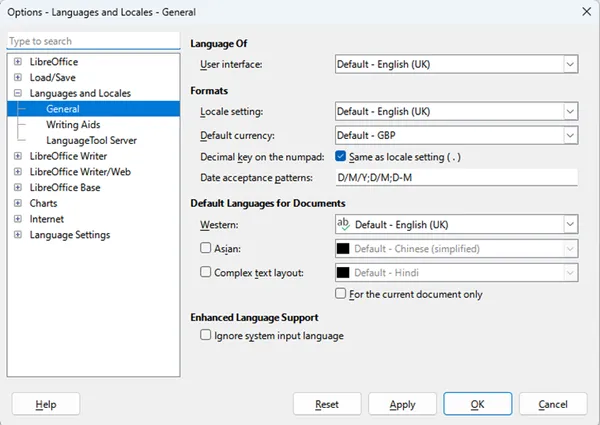 Options - Languages and Locales - General
Type to search
LibreOffice
Load/Save
Languages and Locales
General
Writing Aids
LanguageTool Server
LibreOffice Writer
LibreOffice Writer/Web
LibreOffice Base
Charts
Internet
Language Settings
Language Of
User interface: Default - English (UK)
Formats
Locale setting: Default - English (UK)
Default currency: Default - GBP
Decimal key on the numpad: Same as locale setting ( . )
Date acceptance patterns: D/M/Y;D/M;D-M
Default Languages for Documents
Western: Default - English (UK)
Asian: Default - Chinese (simplified)
Complex text layout: Default - Hindi
For the current document only
Enhanced Language Support
Ignore system input language
Help Reset Apply OK Cancel